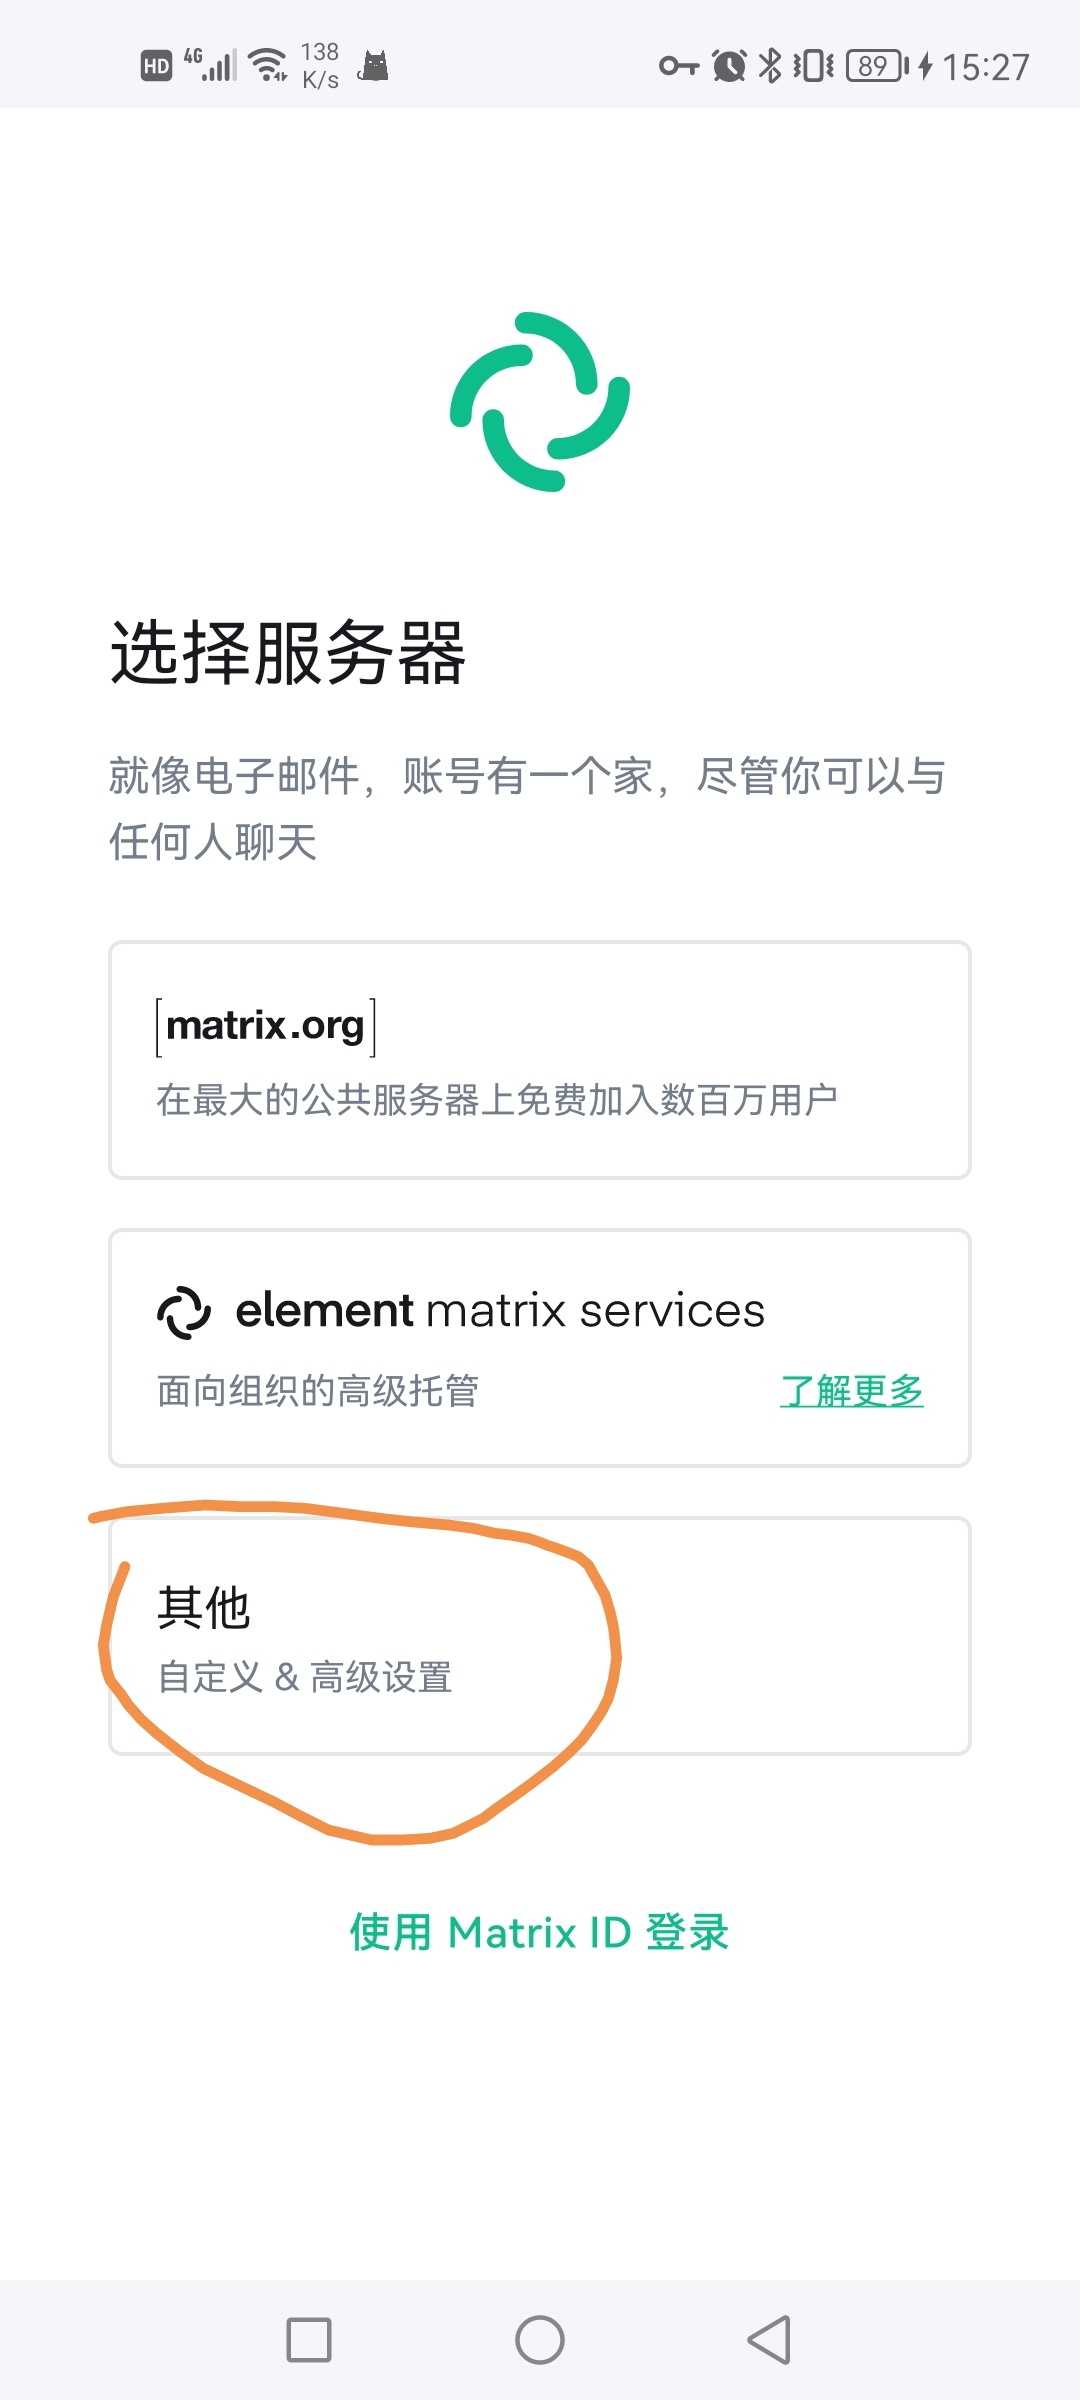 HD 4G 138 K/s 89 15:27
选择服务器
就像电子邮件，账号有一个家，尽管你可以与
任何人聊天
[matrix.org]
在最大的公共服务器上免费加入数百万用户
element matrix services
面向组织的高级托管 了解更多
其他
自定义 & 高级设置
使用 Matrix ID 登录